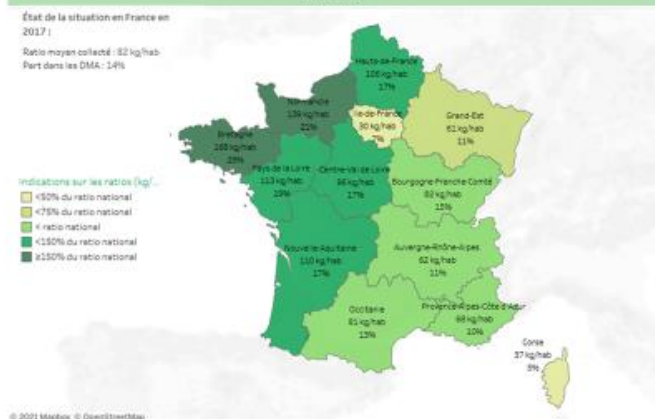 État de la situation en France en
2017 :
Ratio moyen collecté : 82 kg/hab
Part dans les DMA : 14%
Hauts-de-France
106 kg/hab
17%
Normandie
139 kg/hab
21%
Ile-de-France
30 kg/hab
7%
Grand-Est
61 kg/hab
11%
Bretagne
kg/hab
Pays de la Loire
113 kg/hab
19%
Centre-Val de Loire
kg/hab
17%
Bourgogne-Franche Comté
kg/hab
15%
Indications sur les ratios (kg/...
<50% du ratio national
<75% du ratio national
< ratio national
<150% du ratio national
≥150% du ratio national
Nouvelle Aquitaine
110 kg/hab
17%
Auvergne-Rhône-Alpes
62 kg/hab
11%
Occitanie
81 kg/hab
13%
Provence-Alpes-Côte d'Azur
68 kg/hab
10%
Corse
37 kg/hab
5%
© 2021 Mapbox © OpenStreetMap